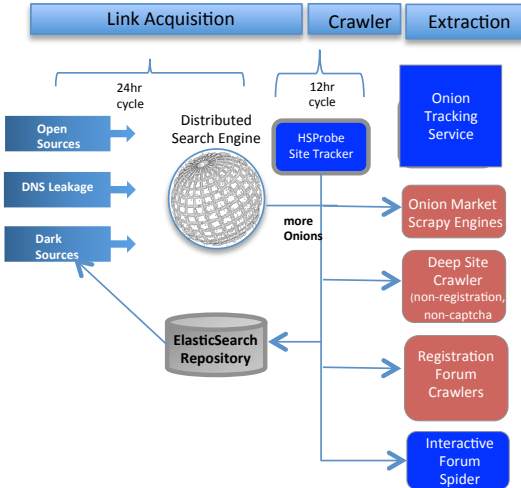 Link Acquisition
Crawler
Extraction
24hr
cycle
12hr
cycle
Open
Sources
DNS Leakage
Dark
Sources
Distributed
Search Engine
HSProbe
Site Tracker
Onion
Tracking
Service
more
Onions
Onion Market
Scrapy Engines
Deep Site
Crawler
(non-registration,
non-captcha
ElasticSearch
Repository
Registration
Forum
Crawlers
Interactive
Forum
Spider